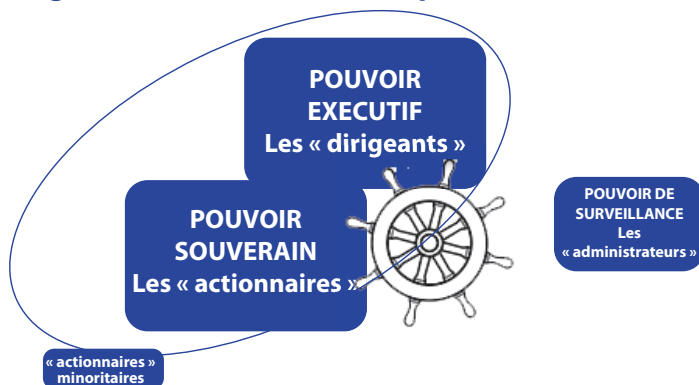 POUVOIR
EXECUTIF
Les « dirigeants »
POUVOIR
SOUVERAIN
Les « actionnaires »
POUVOIR DE
SURVEILLANCE
Les
« administrateurs »
« actionnaires »
minoritaires